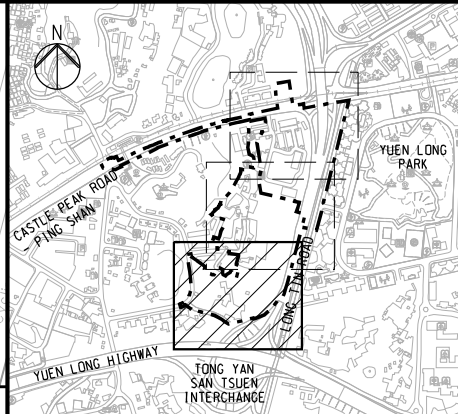 N
YUEN LONG
PARK
CASTLE PEAK ROAD
PING SHAN
LONG TIN ROAD
YUEN LONG HIGHWAY
TONG YAN
SAN TSUEN
INTERCHANGE